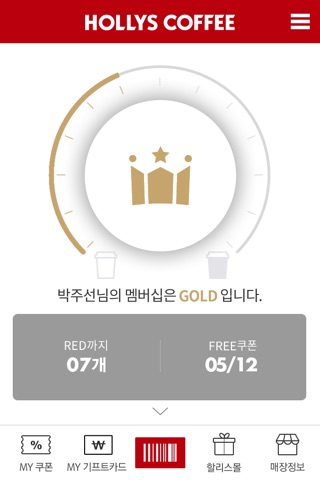 HOLLYS COFFEE
박주선님의 멤버십은 GOLD 입니다.
RED까지
07개
FREE쿠폰
05/12
%
MY 쿠폰
₩
MY 기프트카드
할리스몰
매장정보